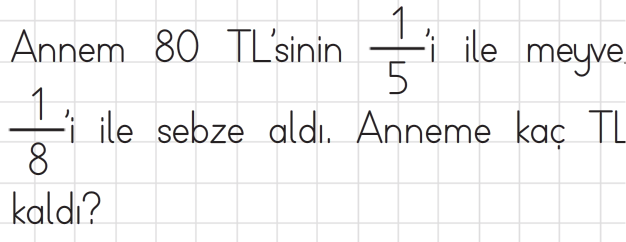 Annem 80 TL'sinin 1/5'i ile meyve,
1/8'i ile sebze aldı. Anneme kaç TL
kaldı?